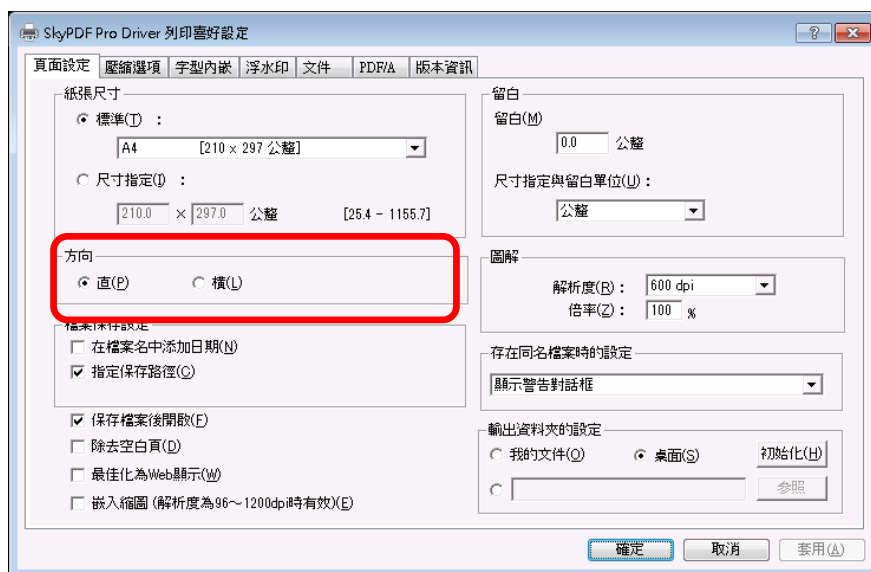 SkyPDF Pro Driver 列印喜好設定
頁面設定 壓縮選項 字型內嵌 浮水印 文件 PDF/A 版本資訊
紙張尺寸
標準(T) ：
A4 [210 x 297 公釐]
尺寸指定(I) ：
210.0 × 297.0 公釐 [25.4 - 1155.7]
方向
直(P) 橫(L)
檔案保存設定
在檔案名中添加日期(N)
指定保存路徑(C)
保存檔案後開啟(F)
除去空白頁(D)
最佳化為Web顯示(W)
嵌入縮圖 (解析度為96～1200dpi時有效)(E)
留白
留白(M)
0.0 公釐
尺寸指定與留白單位(U)：
公釐
圖解
解析度(R)： 600 dpi
倍率(Z)： 100 %
存在同名檔案時的設定
顯示警告對話框
輸出資料夾的設定
我的文件(O) 桌面(S) 初始化(H)
參照
確定 取消 套用(A)